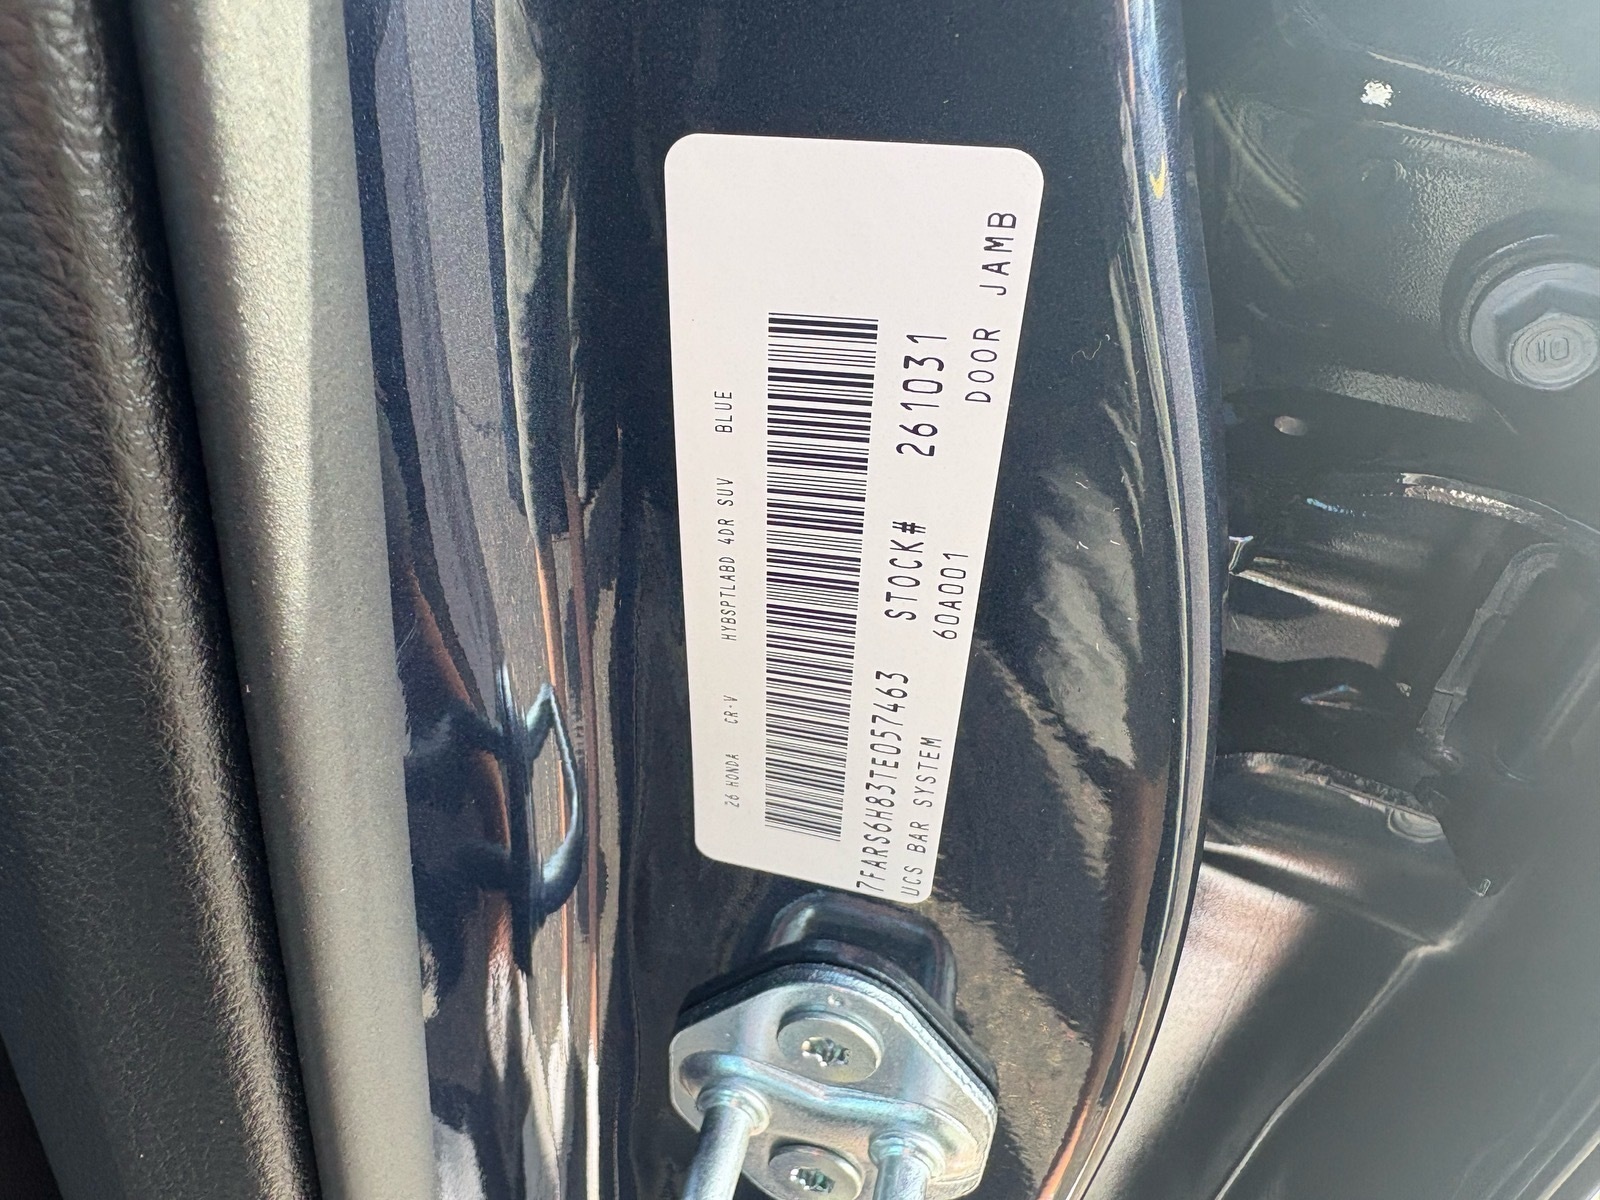 26 HONDA CR-V HYBSPTLABD 4DR SUV BLUE
7FARS6H83TE057463 STOCK# 261031
UCS BAR SYSTEM 60A001 DOOR JAMB
10